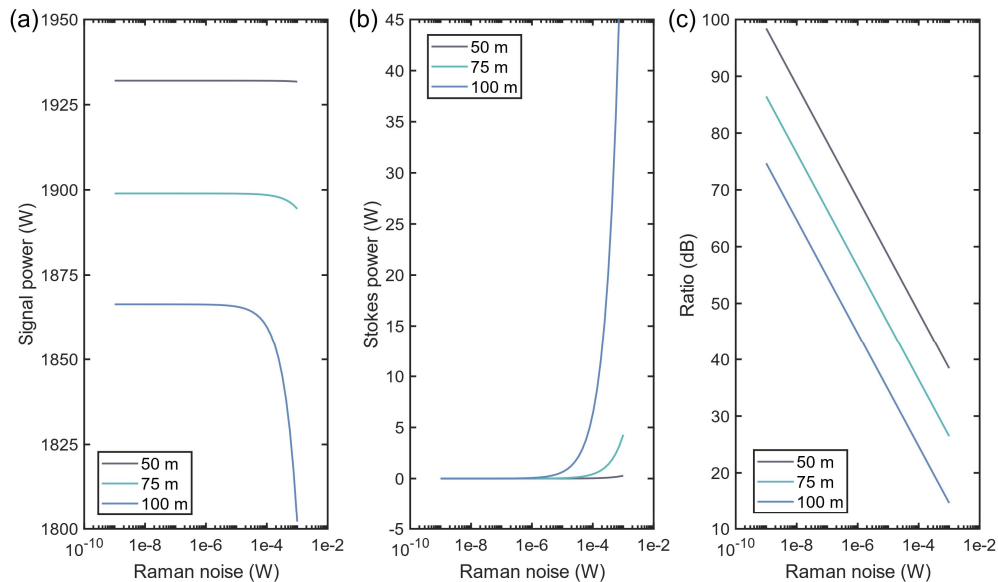 (a)
Signal power (W)
1950
1925
1900
1875
1850
1825
1800
50 m
75 m
100 m
10-10
1e-8
1e-6
1e-4
1e-2
Raman noise (W)
(b)
Stokes power (W)
45
40
35
30
25
20
15
10
5
0
-5
50 m
75 m
100 m
10-10
1e-8
1e-6
1e-4
1e-2
Raman noise (W)
(c)
Ratio (dB)
100
90
80
70
60
50
40
30
20
10
50 m
75 m
100 m
10-10
1e-8
1e-6
1e-4
1e-2
Raman noise (W)